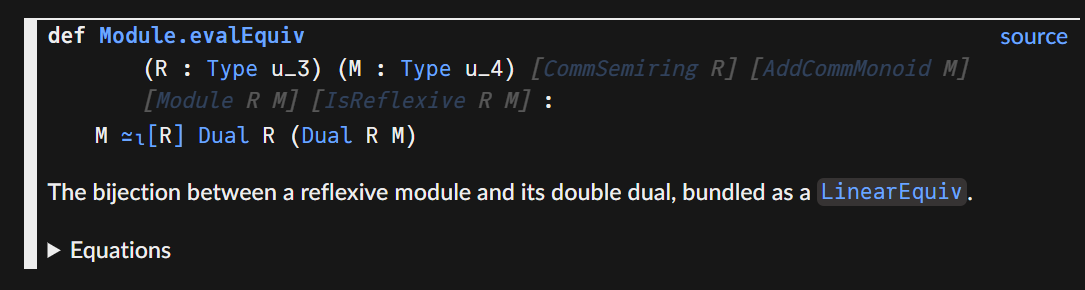 def Module.evalEquiv
source
(R : Type u_3) (M : Type u_4) [CommSemiring R] [AddCommMonoid M]
[Module R M] [IsReflexive R M] :
M ≃ₗ[R] Dual R (Dual R M)
The bijection between a reflexive module and its double dual, bundled as a LinearEquiv.
▶ Equations